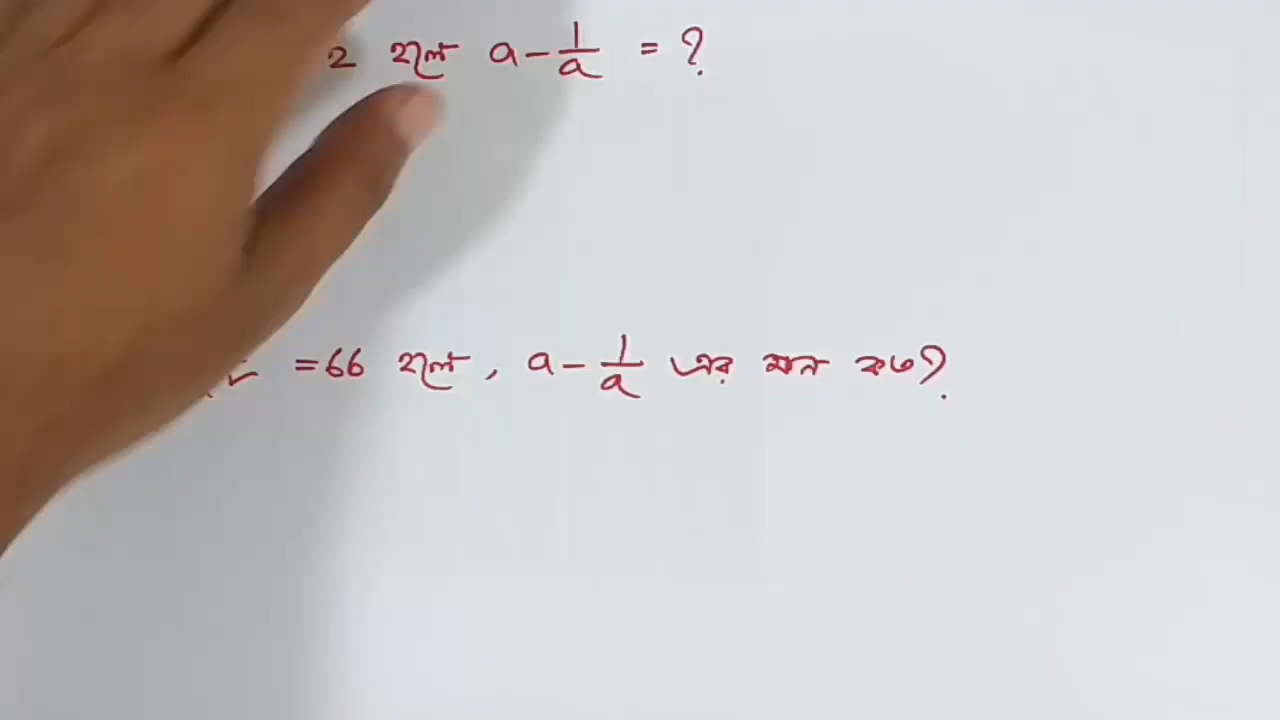 2 হলে a - 1/a = ?
= 66 হলে, a - 1/a এর মান কত?